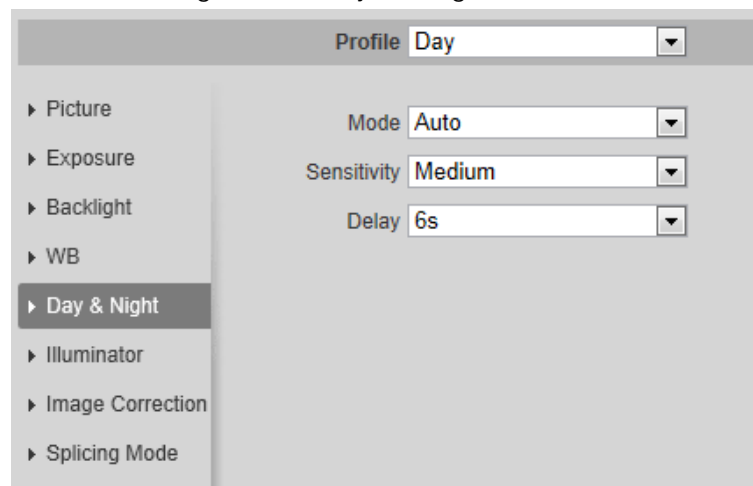 Profile Day
Picture
Exposure
Backlight
WB
Day & Night
Illuminator
Image Correction
Splicing Mode
Mode Auto
Sensitivity Medium
Delay 6s